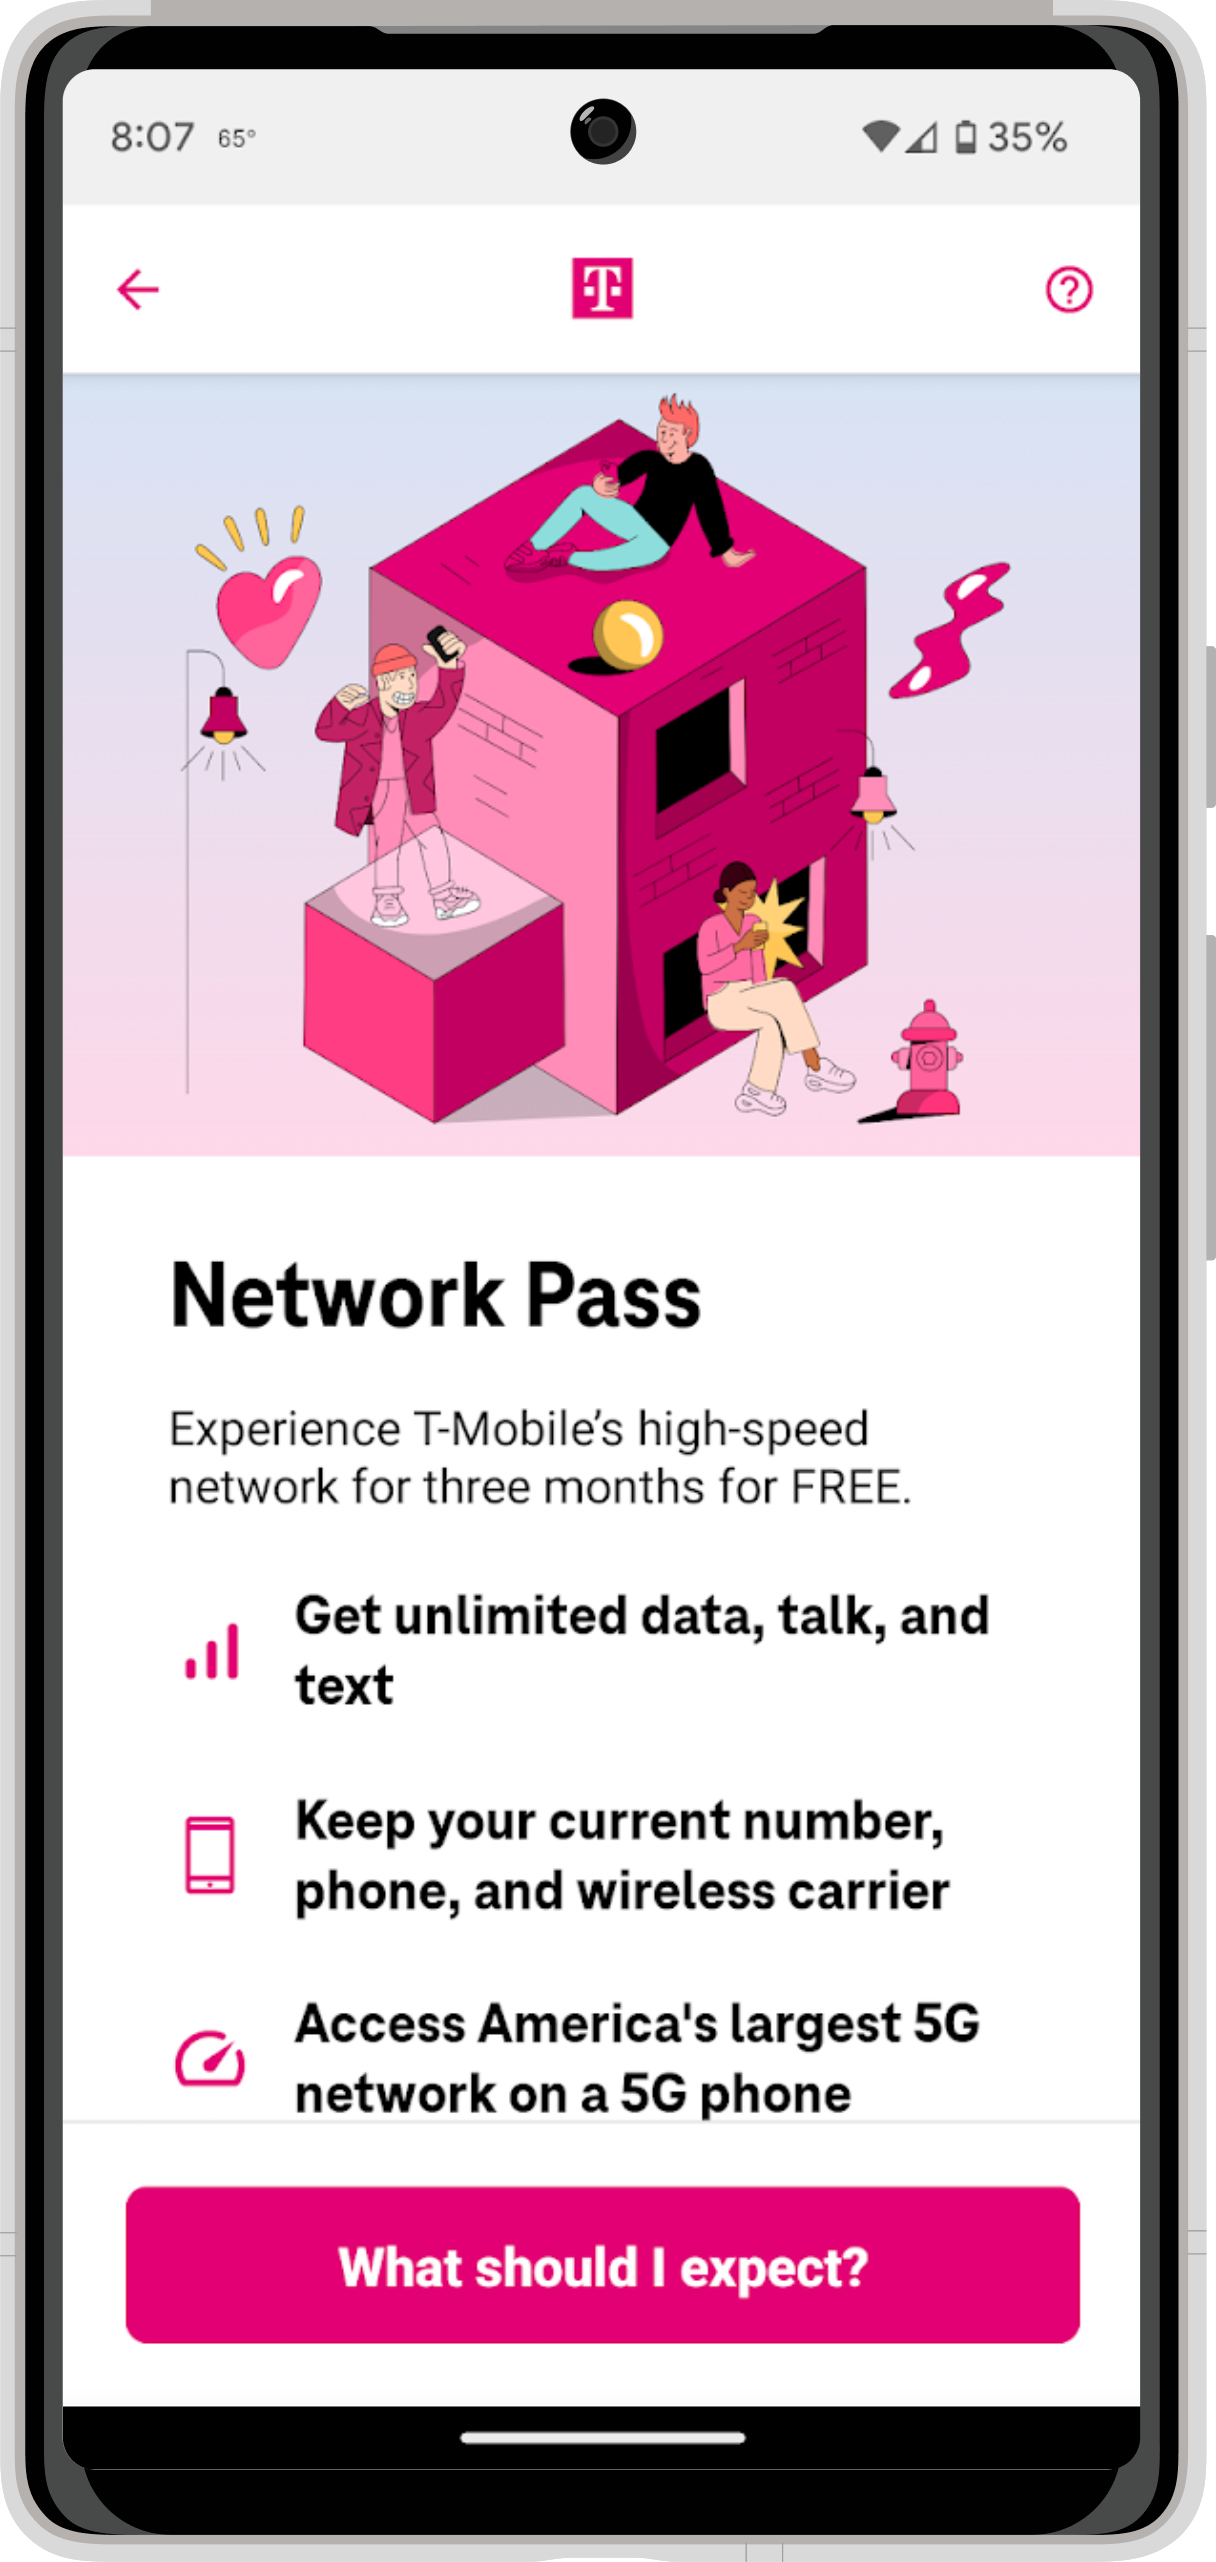 8:07 65° 35%
T
Network Pass
Experience T-Mobile’s high-speed
network for three months for FREE.
Get unlimited data, talk, and
text
Keep your current number,
phone, and wireless carrier
Access America's largest 5G
network on a 5G phone
What should I expect?